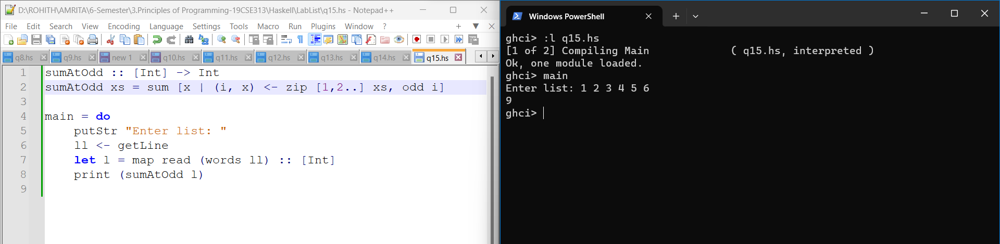 D:\ROHITH\AMRITA\6-Semester\3.Principles of Programming-19CSE313\Haskell\LabList\q15.hs - Notepad++
File Edit Search View Encoding Language Settings Tools Macro Run Plugins Window ?
q8.hs q9.hs new 1 q10.hs q11.hs q12.hs q13.hs q14.hs q15.hs
1 sumAtOdd :: [Int] -> Int
2 sumAtOdd xs = sum [x | (i, x) <- zip [1,2..] xs, odd i]
3
4 main = do
5     putStr "Enter list: "
6     ll <- getLine
7     let l = map read (words ll) :: [Int]
8     print (sumAtOdd l)
9
Windows PowerShell
ghci> :l q15.hs
[1 of 2] Compiling Main             ( q15.hs, interpreted )
Ok, one module loaded.
ghci> main
Enter list: 1 2 3 4 5 6
9
ghci>